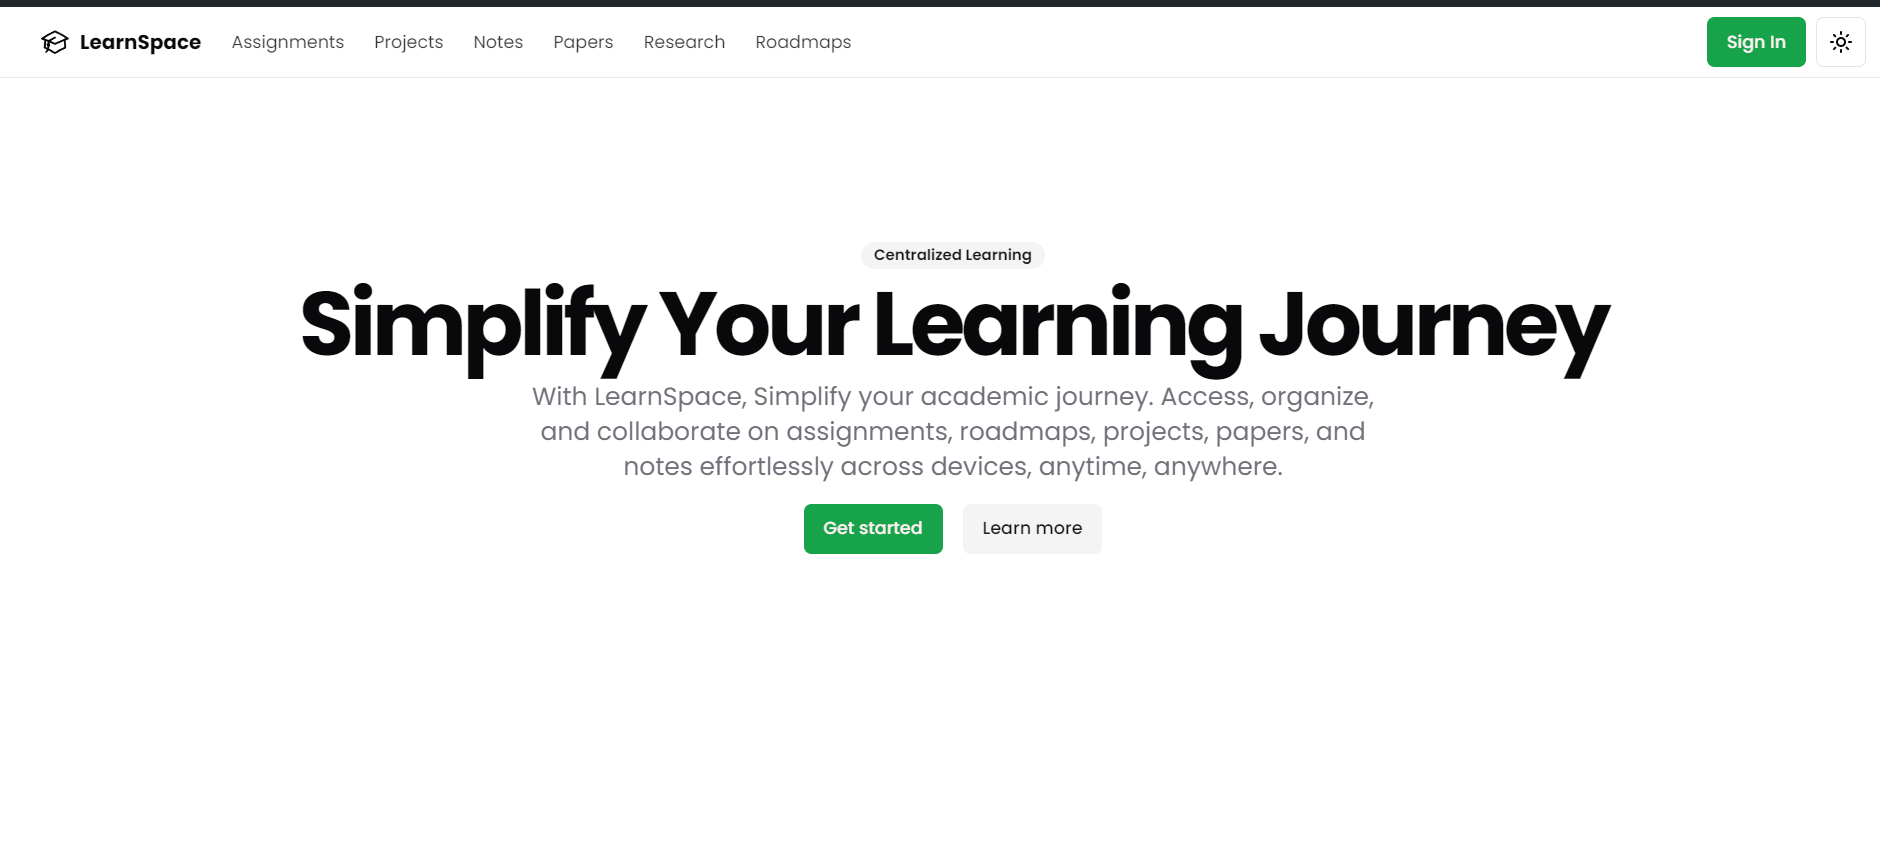 LearnSpace
Assignments
Projects
Notes
Papers
Research
Roadmaps
Sign In
Centralized Learning
Simplify Your Learning Journey
With LearnSpace, Simplify your academic journey. Access, organize,
and collaborate on assignments, roadmaps, projects, papers, and
notes effortlessly across devices, anytime, anywhere.
Get started
Learn more